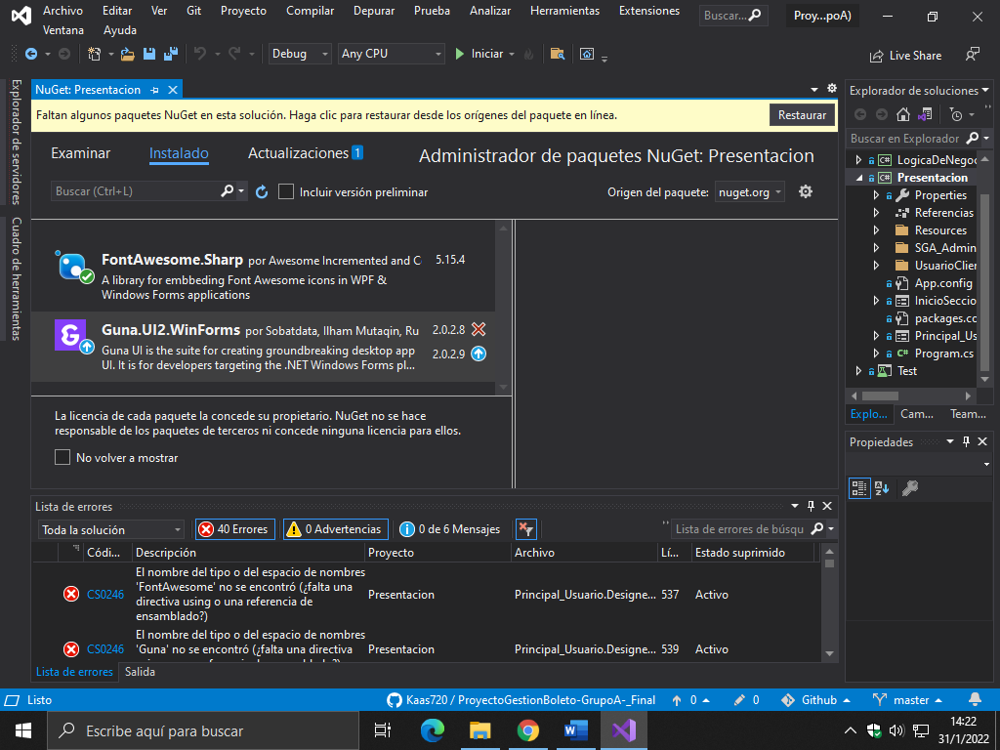 Archivo Editar Ver Git Proyecto Compilar Depurar Prueba Analizar Herramientas Extensiones
Ventana Ayuda
Buscar...
Proy...poA)
Debug
Any CPU
Iniciar
Live Share
Explorador de servidores
Cuadro de herramientas
NuGet: Presentacion
Faltan algunos paquetes NuGet en esta solución. Haga clic para restaurar desde los orígenes del paquete en línea.
Restaurar
Examinar
Instalado
Actualizaciones 1
Administrador de paquetes NuGet: Presentacion
Buscar (Ctrl+L)
Incluir versión preliminar
Origen del paquete: nuget.org
FontAwesome.Sharp por Awesome Incremented and C 5.15.4
A library for embbeding Font Awesome icons in WPF &
Windows Forms applications
Guna.UI2.WinForms por Sobatdata, Ilham Mutaqin, Ru 2.0.2.8
Guna UI is the suite for creating groundbreaking desktop app 2.0.2.9
UI. It is for developers targeting the .NET Windows Forms pl...
La licencia de cada paquete la concede su propietario. NuGet no se hace
responsable de los paquetes de terceros ni concede ninguna licencia para ellos.
No volver a mostrar
Explorador de soluciones
Buscar en Explorador
LogicaDeNegoc
Presentacion
Properties
Referencias
Resources
SGA_Admin
UsuarioClier
App.config
InicioSeccio
packages.cc
Principal_Us
Program.cs
Test
Explo... Cam... Team...
Propiedades
Lista de errores
Toda la solución
40 Errores
0 Advertencias
0 de 6 Mensajes
Lista de errores de búsqu
Códi... Descripción Proyecto Archivo Lí... Estado suprimido
CS0246
El nombre del tipo o del espacio de nombres
'FontAwesome' no se encontró (¿falta una
directiva using o una referencia de
ensamblado?)
Presentacion Principal_Usuario.Designe... 537 Activo
CS0246
El nombre del tipo o del espacio de nombres
'Guna' no se encontró (¿falta una directiva
Presentacion Principal_Usuario.Designe... 539 Activo
Lista de errores Salida
Listo
Kaas720 / ProyectoGestionBoleto-GrupoA-_Final
0
0
Github
master
Escribe aquí para buscar
14:22
31/1/2022